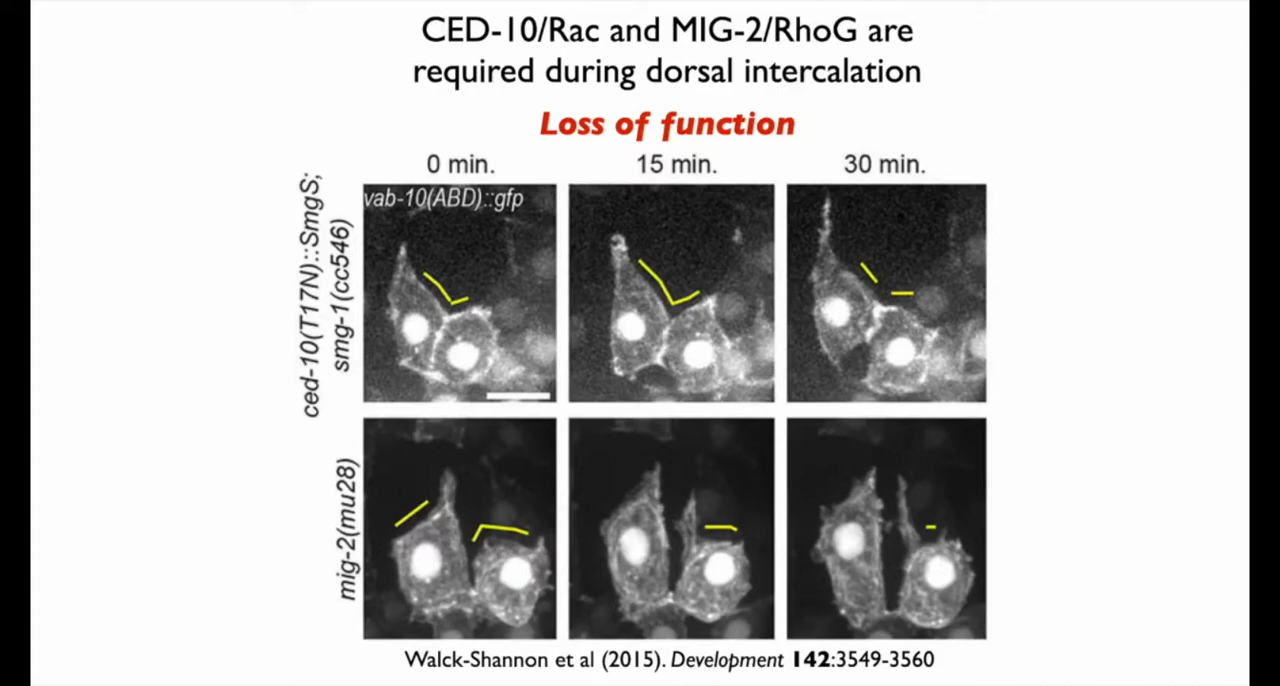 CED-10/Rac and MIG-2/RhoG are
required during dorsal intercalation
Loss of function
0 min.
15 min.
30 min.
ced-10(T17N)::SmgS;
smg-1(cc546)
vab-10(ABD)::gfp
mig-2(mu28)
Walck-Shannon et al (2015). Development 142:3549-3560